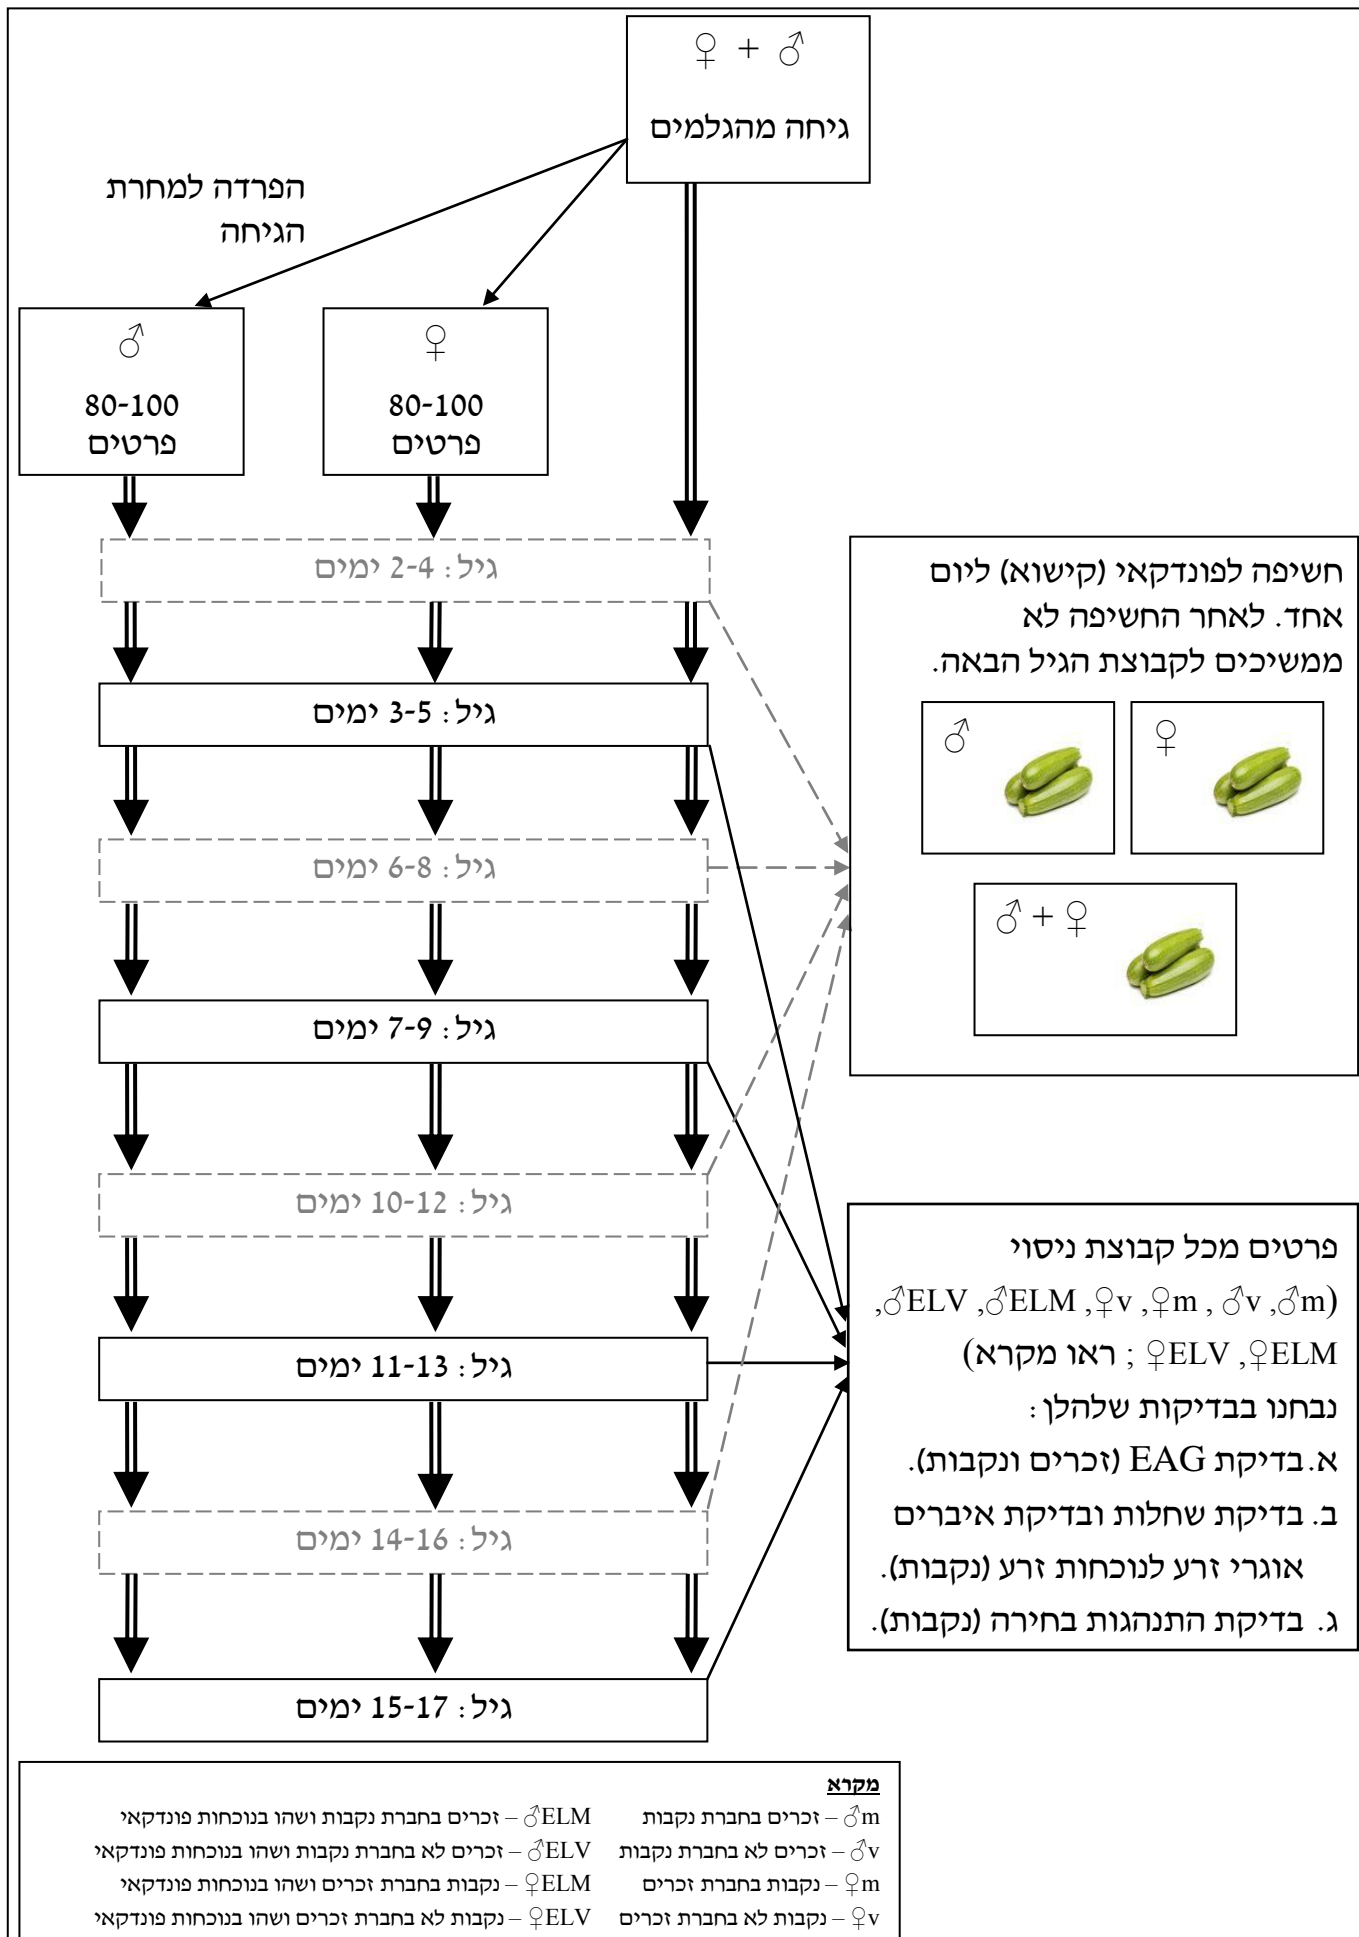 ♀ + ♂
גיחה מהגלמים
הפרדה למחרת
הגיחה
♂
80-100
פרטים
♀
80-100
פרטים
גיל: 2-4 ימים
גיל: 3-5 ימים
גיל: 6-8 ימים
גיל: 7-9 ימים
גיל: 10-12 ימים
גיל: 11-13 ימים
גיל: 14-16 ימים
גיל: 15-17 ימים
חשיפה לפונדקאי (קישוא) ליום
אחד. לאחר החשיפה לא
ממשיכים לקבוצת הגיל הבאה.
♂
♀
♂ + ♀
פרטים מכל קבוצת ניסוי
(♂m, ♂v, ♀m, ♀v, ♂ELM, ♂ELV,
♀ELM, ♀ELV; ראו מקרא)
נבחנו בבדיקות שלהלן:
א. בדיקת EAG (זכרים ונקבות).
ב. בדיקת שחלות ובדיקת איברים
אוגרי זרע לנוכחות זרע (נקבות).
ג. בדיקת התנהגות בחירה (נקבות).
מקרא
♂m – זכרים בחברת נקבות ♂ELM – זכרים בחברת נקבות ושהו בנוכחות פונדקאי
♂v – זכרים לא בחברת נקבות ♂ELV – זכרים לא בחברת נקבות ושהו בנוכחות פונדקאי
♀m – נקבות בחברת זכרים ♀ELM – נקבות בחברת זכרים ושהו בנוכחות פונדקאי
♀v – נקבות לא בחברת זכרים ♀ELV – נקבות לא בחברת זכרים ושהו בנוכחות פונדקאי